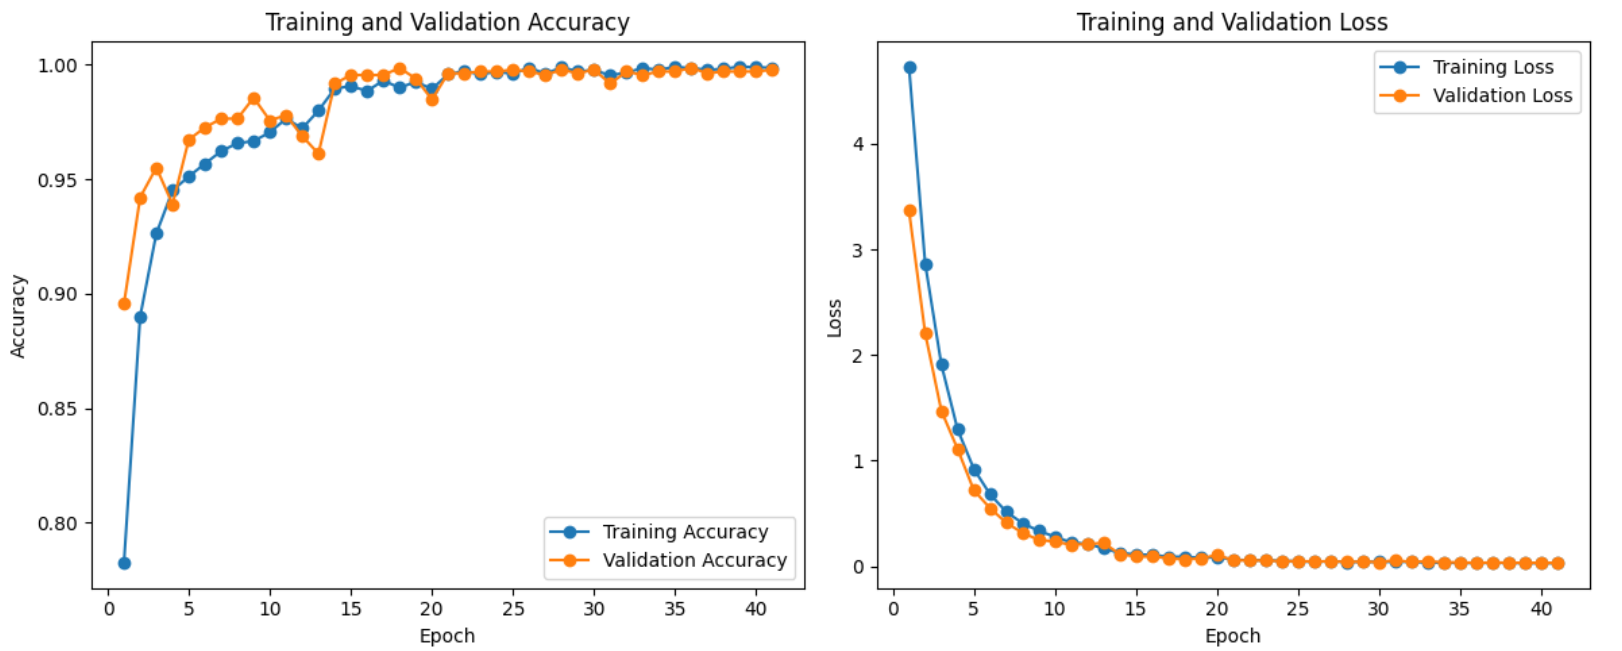 Training and Validation Accuracy
Accuracy
1.00
0.95
0.90
0.85
0.80
Training Accuracy
Validation Accuracy
0 5 10 15 20 25 30 35 40
Epoch
Training and Validation Loss
Loss
4
3
2
1
0
Training Loss
Validation Loss
0 5 10 15 20 25 30 35 40
Epoch